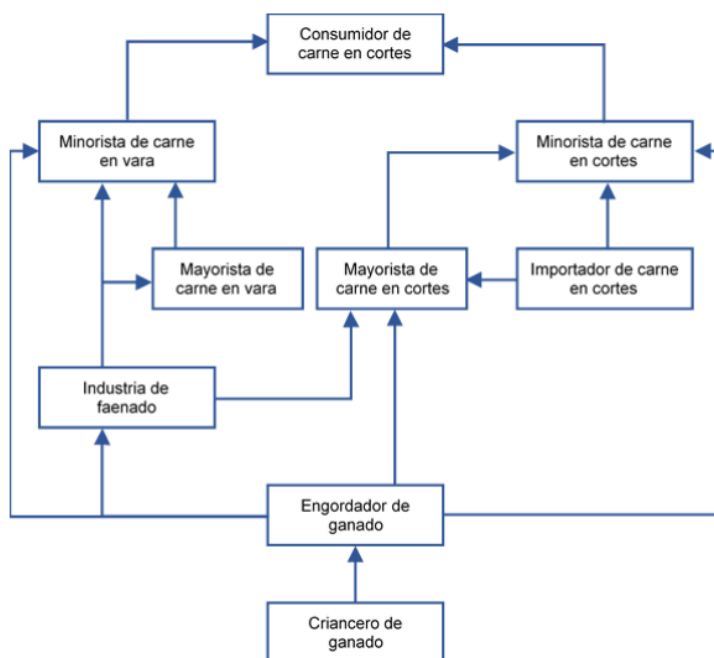 Consumidor de
carne en cortes
Minorista de carne
en vara
Minorista de carne
en cortes
Mayorista de
carne en vara
Mayorista de
carne en cortes
Importador de carne
en cortes
Industria de
faenado
Engordador de
ganado
Criancero de
ganado